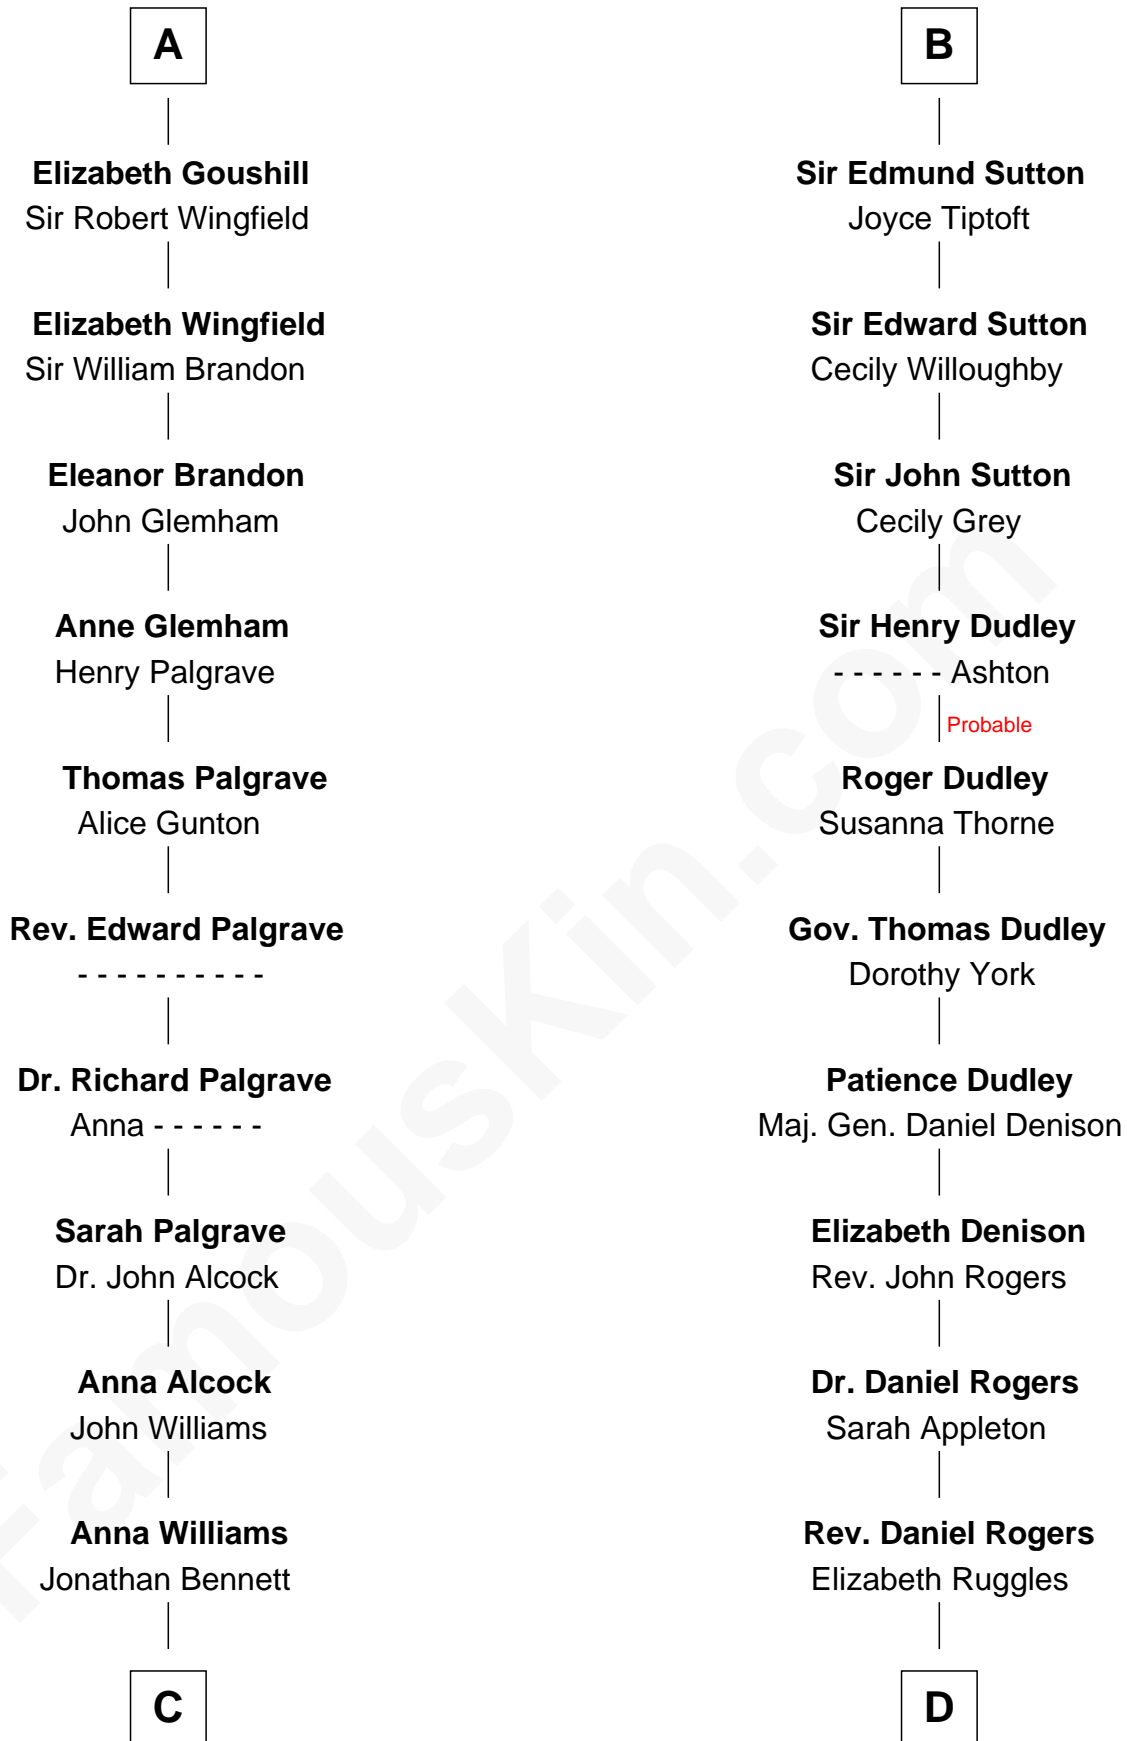 A
Elizabeth Goushill
Sir Robert Wingfield
Elizabeth Wingfield
Sir William Brandon
Eleanor Brandon
John Glemham
Anne Glemham
Henry Palgrave
Thomas Palgrave
Alice Gunton
Rev. Edward Palgrave
- - - - - - - - - -
Dr. Richard Palgrave
Anna - - - - - -
Sarah Palgrave
Dr. John Alcock
Anna Alcock
John Williams
Anna Williams
Jonathan Bennett
C
B
Sir Edmund Sutton
Joyce Tiptoft
Sir Edward Sutton
Cecily Willoughby
Sir John Sutton
Cecily Grey
Sir Henry Dudley
- - - - - - Ashton
Probable
Roger Dudley
Susanna Thorne
Gov. Thomas Dudley
Dorothy York
Patience Dudley
Maj. Gen. Daniel Denison
Elizabeth Denison
Rev. John Rogers
Dr. Daniel Rogers
Sarah Appleton
Rev. Daniel Rogers
Elizabeth Ruggles
D
FamousKin.com